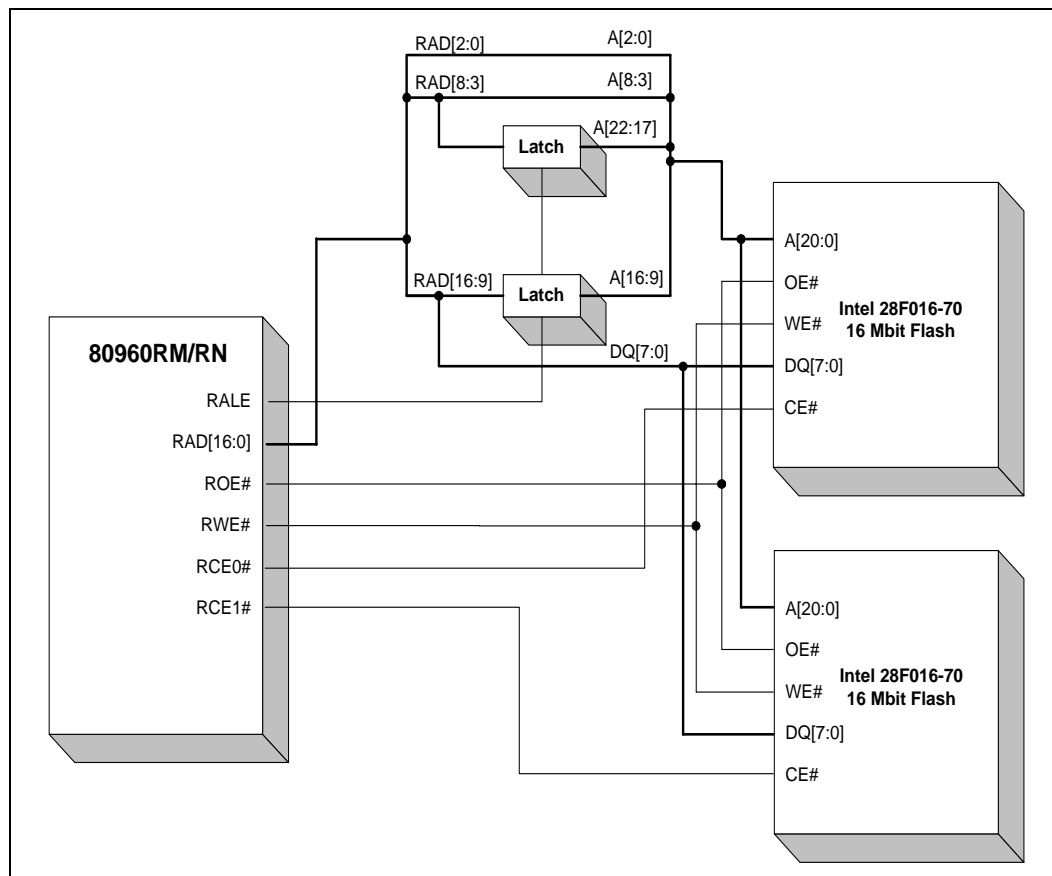 RAD[2:0]
A[2:0]
RAD[8:3]
A[8:3]
A[22:17]
Latch
RAD[16:9]
A[16:9]
Latch
DQ[7:0]
80960RM/RN
RALE
RAD[16:0]
ROE#
RWE#
RCE0#
RCE1#
A[20:0]
OE#
WE#
DQ[7:0]
CE#
Intel 28F016-70
16 Mbit Flash
A[20:0]
OE#
WE#
DQ[7:0]
CE#
Intel 28F016-70
16 Mbit Flash